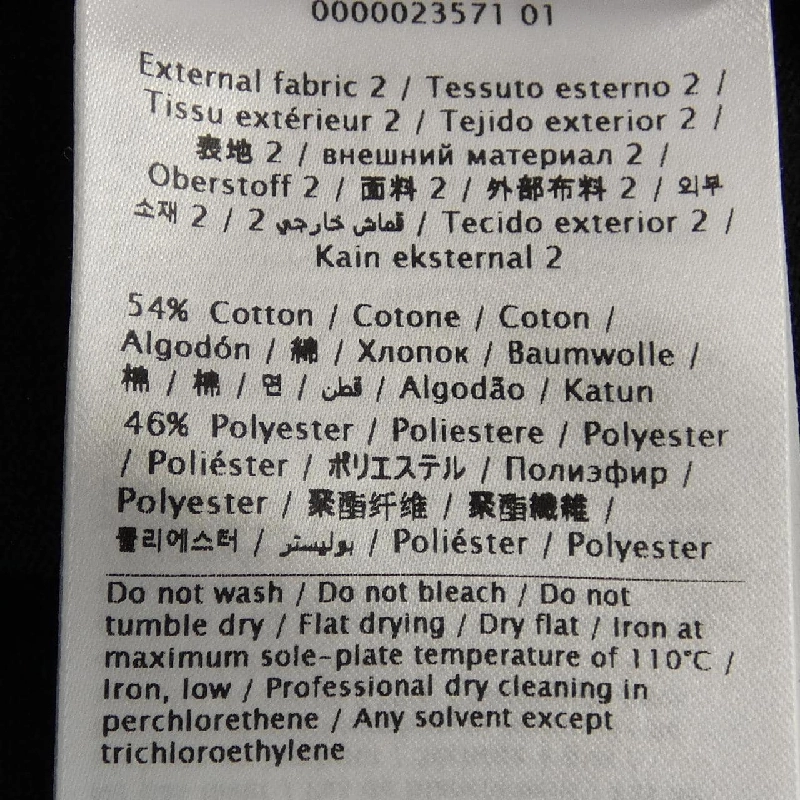 0000023571 01
External fabric 2 / Tessuto esterno 2 /
Tissu extérieur 2 / Tejido exterior 2 /
表地 2 / внешний материал 2 /
Oberstoff 2 / 面料 2 / 外部布料 2 / 외부
소재 2 / قماش خارجي 2 / Tecido exterior 2 /
Kain eksternal 2
54% Cotton / Cotone / Coton /
Algodón / 綿 / Хлопок / Baumwolle /
棉 / 棉 / 면 / قطن / Algodão / Katun
46% Polyester / Poliestere / Polyester
/ Poliéster / ポリエステル / Полиэфир /
Polyester / 聚酯纤维 / 聚酯纖維 /
폴리에스터 / بوليستر / Poliéster / Polyester
Do not wash / Do not bleach / Do not
tumble dry / Flat drying / Dry flat / Iron at
maximum sole-plate temperature of 110°C /
Iron, low / Professional dry cleaning in
perchlorethene / Any solvent except
trichloroethylene